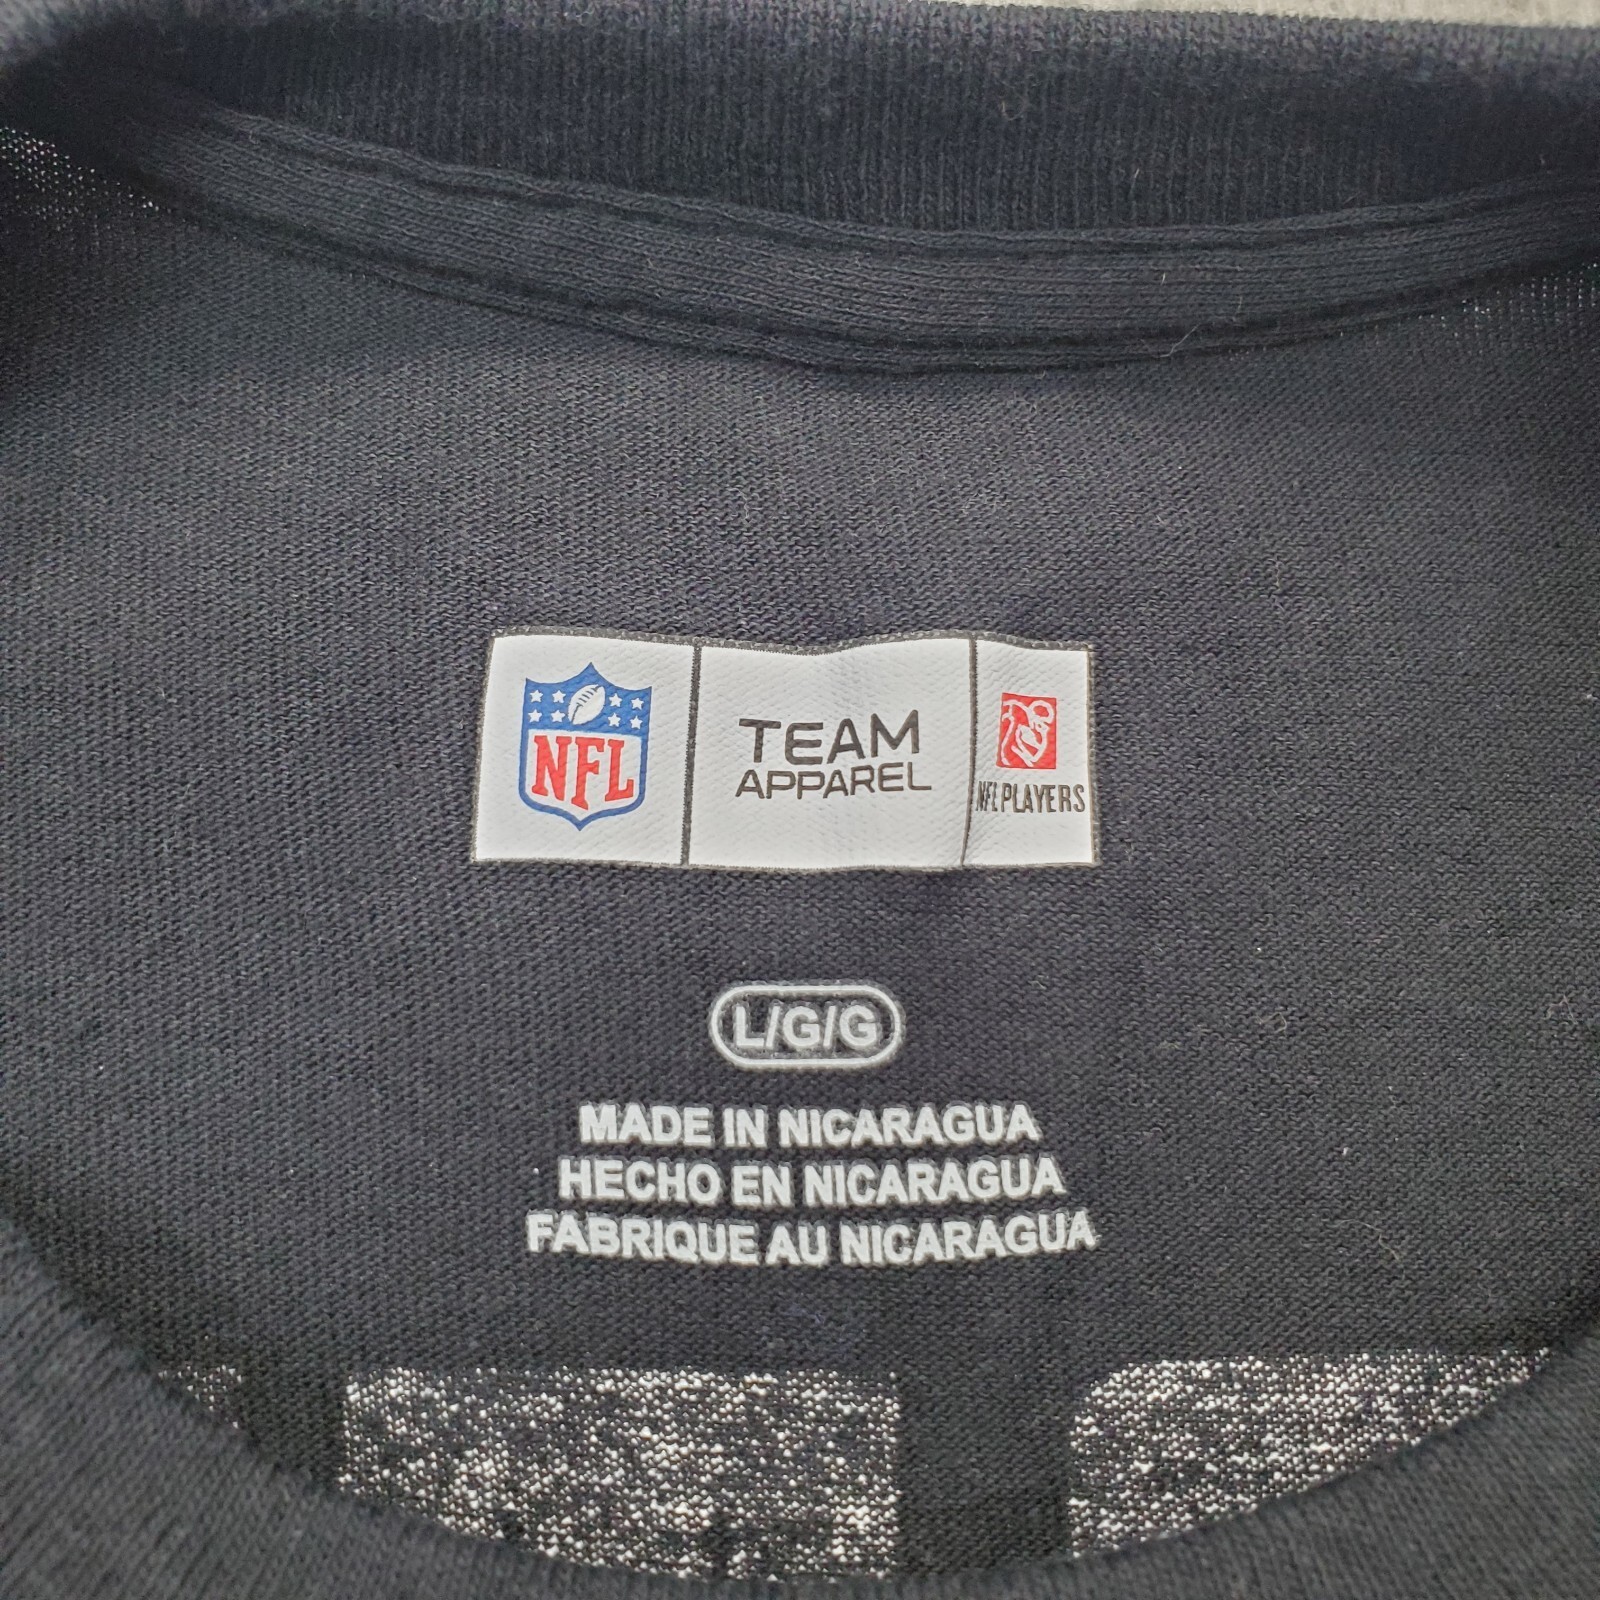 NFL
TEAM
APPAREL
NFL PLAYERS
L/G/G
MADE IN NICARAGUA
HECHO EN NICARAGUA
FABRIQUE AU NICARAGUA